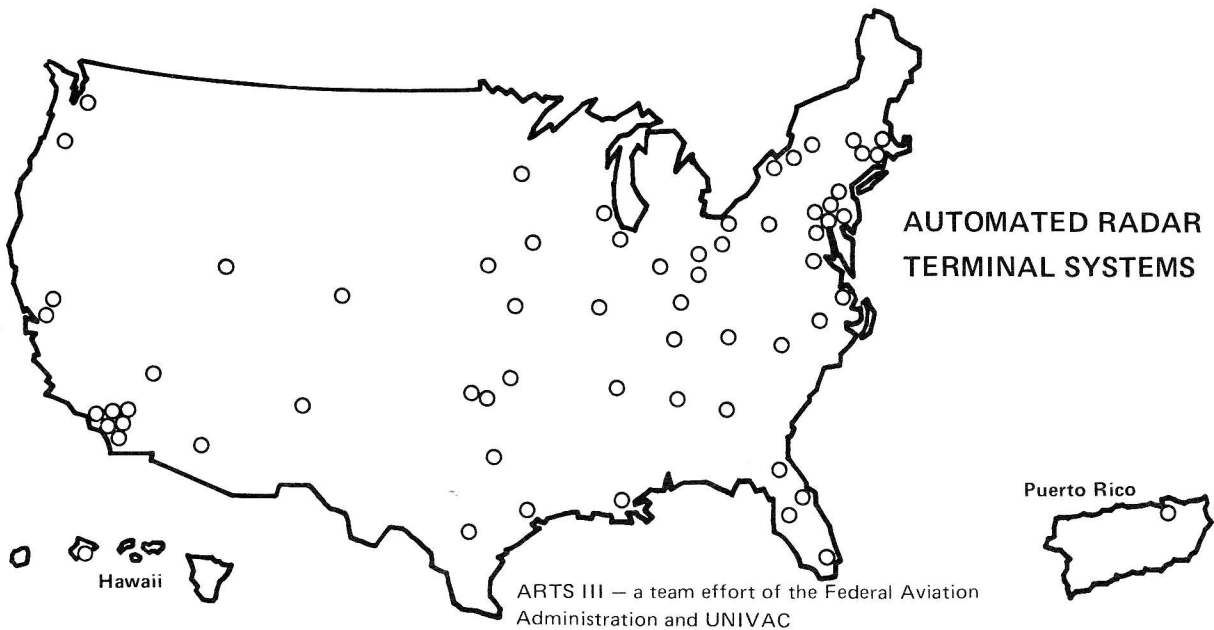 AUTOMATED RADAR
TERMINAL SYSTEMS
Puerto Rico
Hawaii
ARTS III — a team effort of the Federal Aviation
Administration and UNIVAC